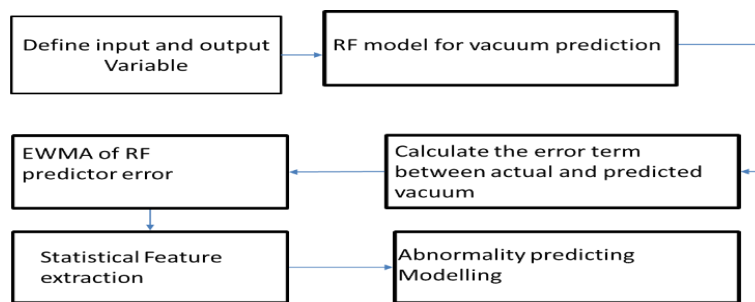 Define input and output
Variable
RF model for vacuum prediction
Calculate the error term
between actual and predicted
vacuum
EWMA of RF
predictor error
Statistical Feature
extraction
Abnormality predicting
Modelling